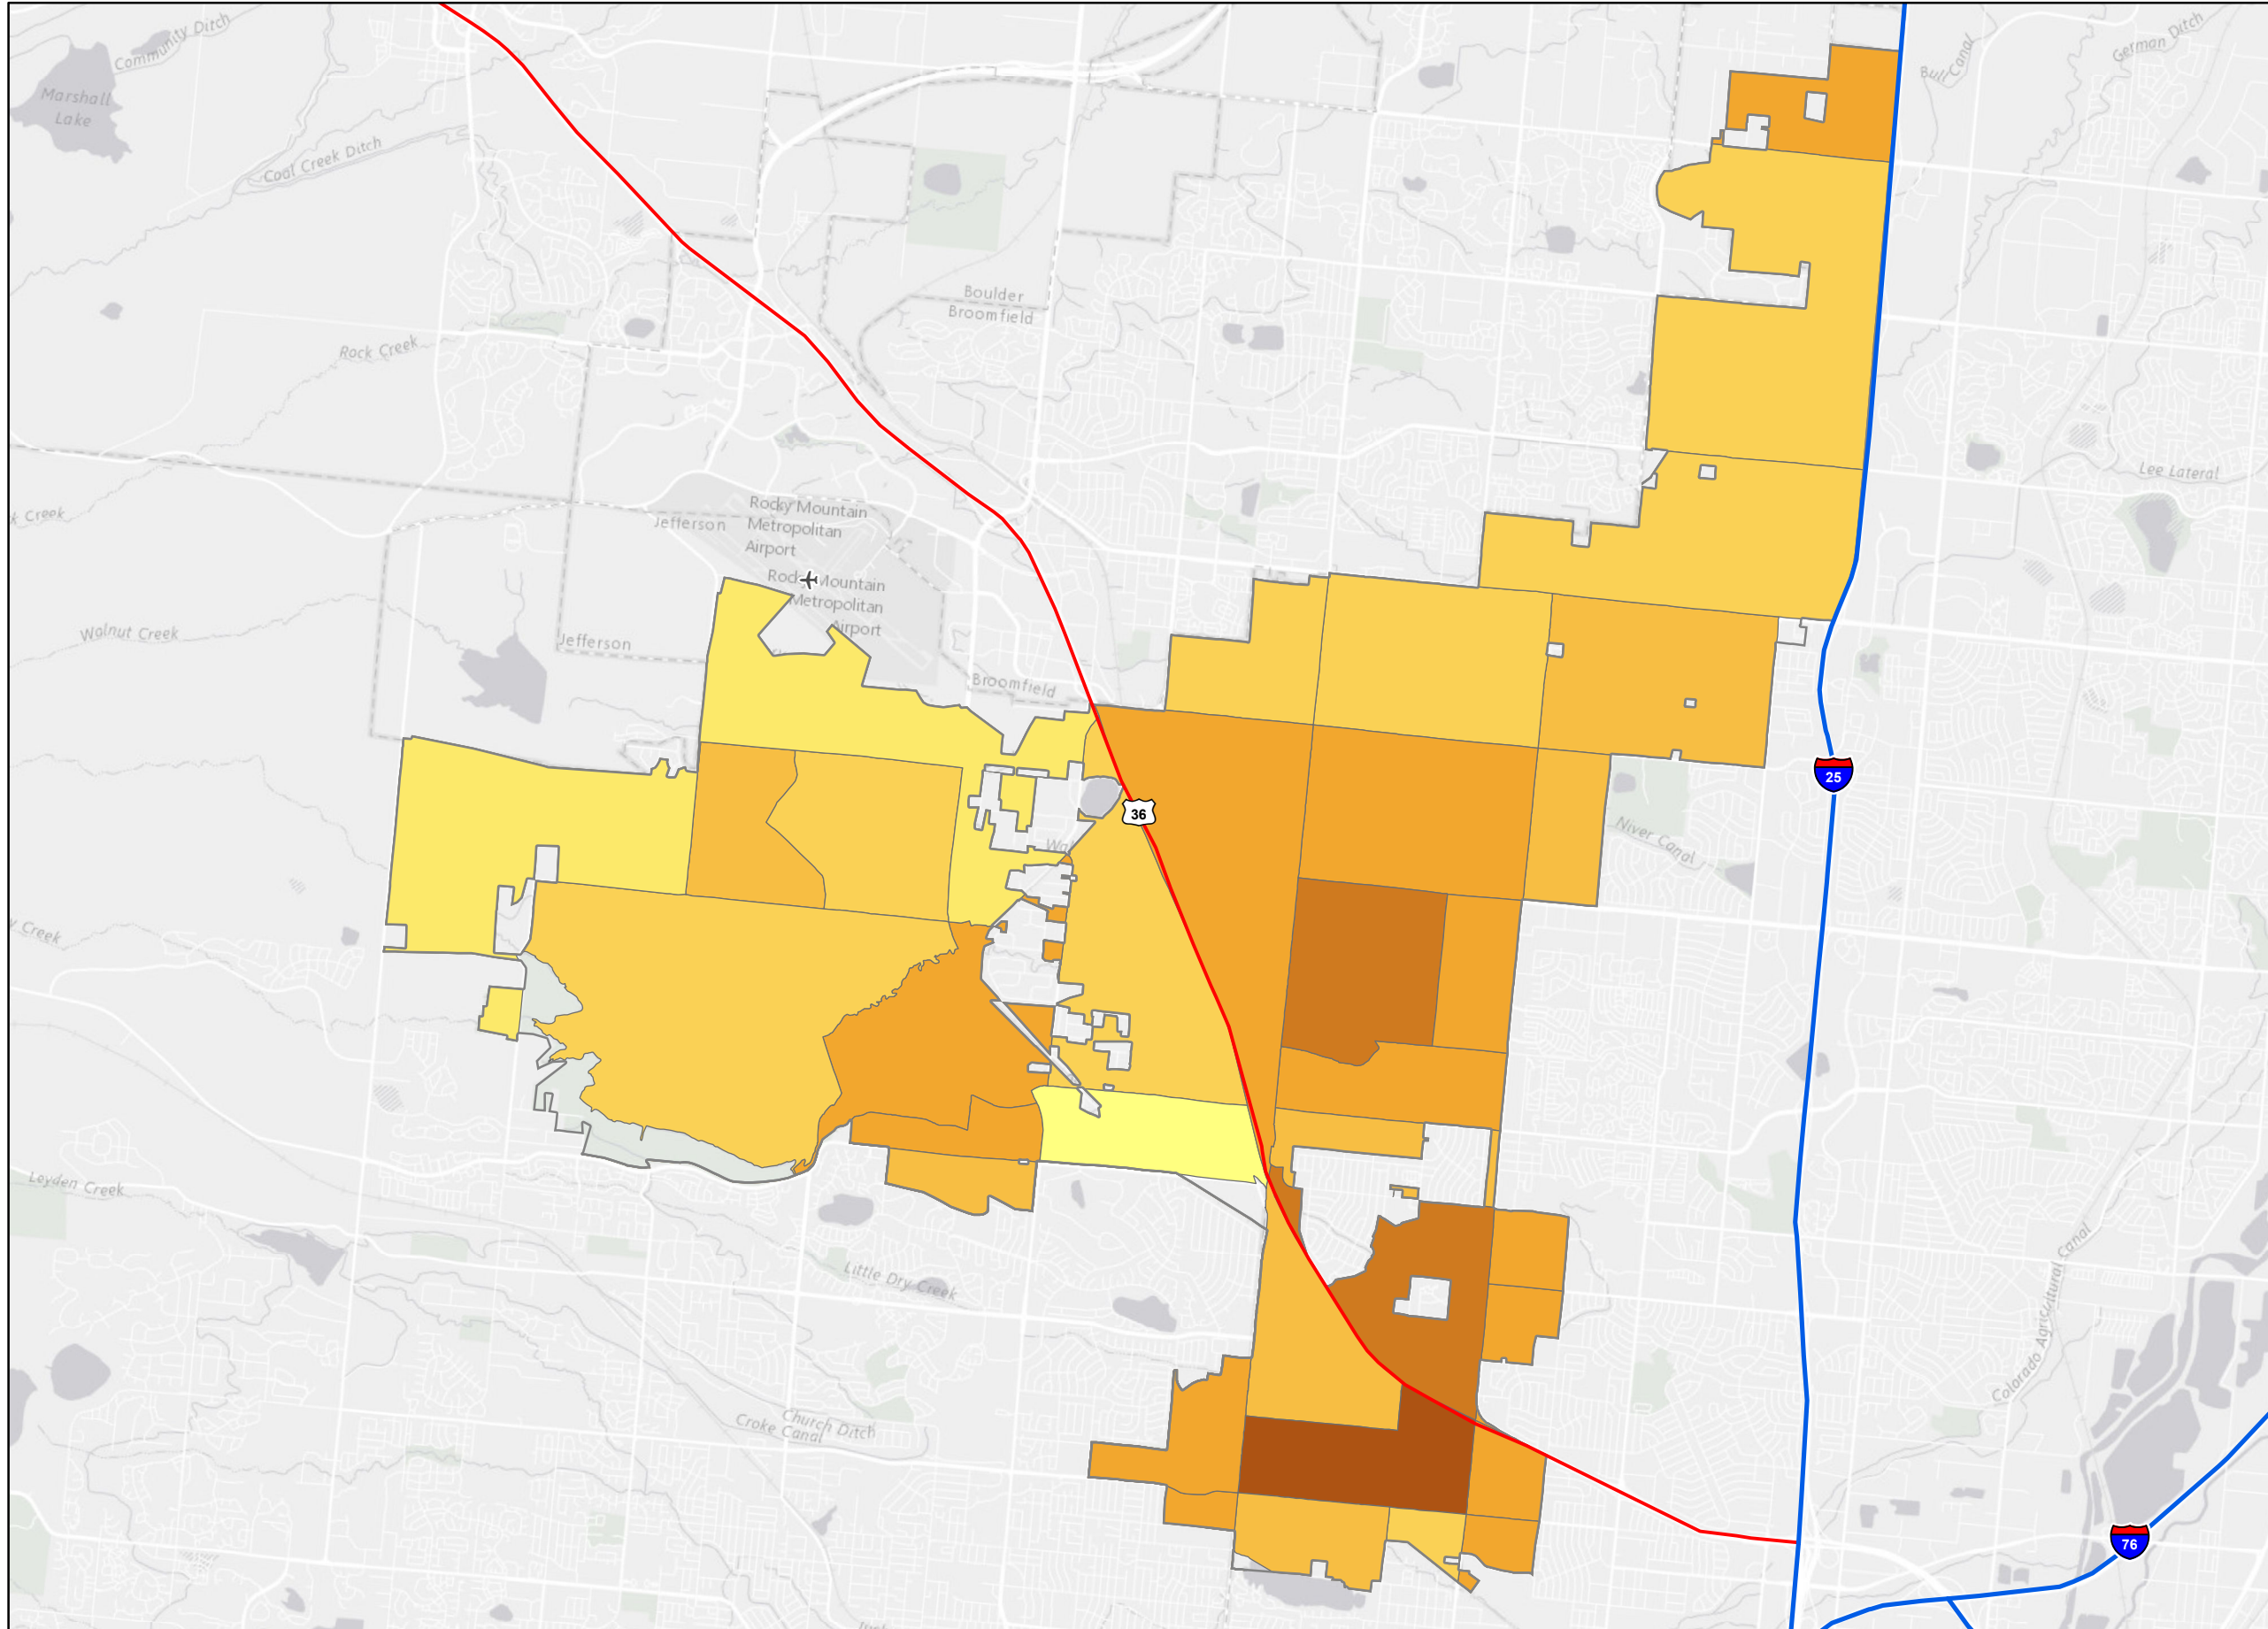 Community Ditch
German Ditch
Bull Canal
Marshall
Lake
Coal Creek Ditch
Boulder
Broomfield
Rock Creek
Lee Lateral
k Creek
Rocky Mountain
Metropolitan
Airport
Jefferson
Rocky Mountain
Metropolitan
Airport
Walnut Creek
Jefferson
Broomfield
25
36
Niver Canal
Wal
y Creek
Leyden Creek
Little Dry Creek
Colorado Agricultural Canal
Church Ditch
Croke Canal
76